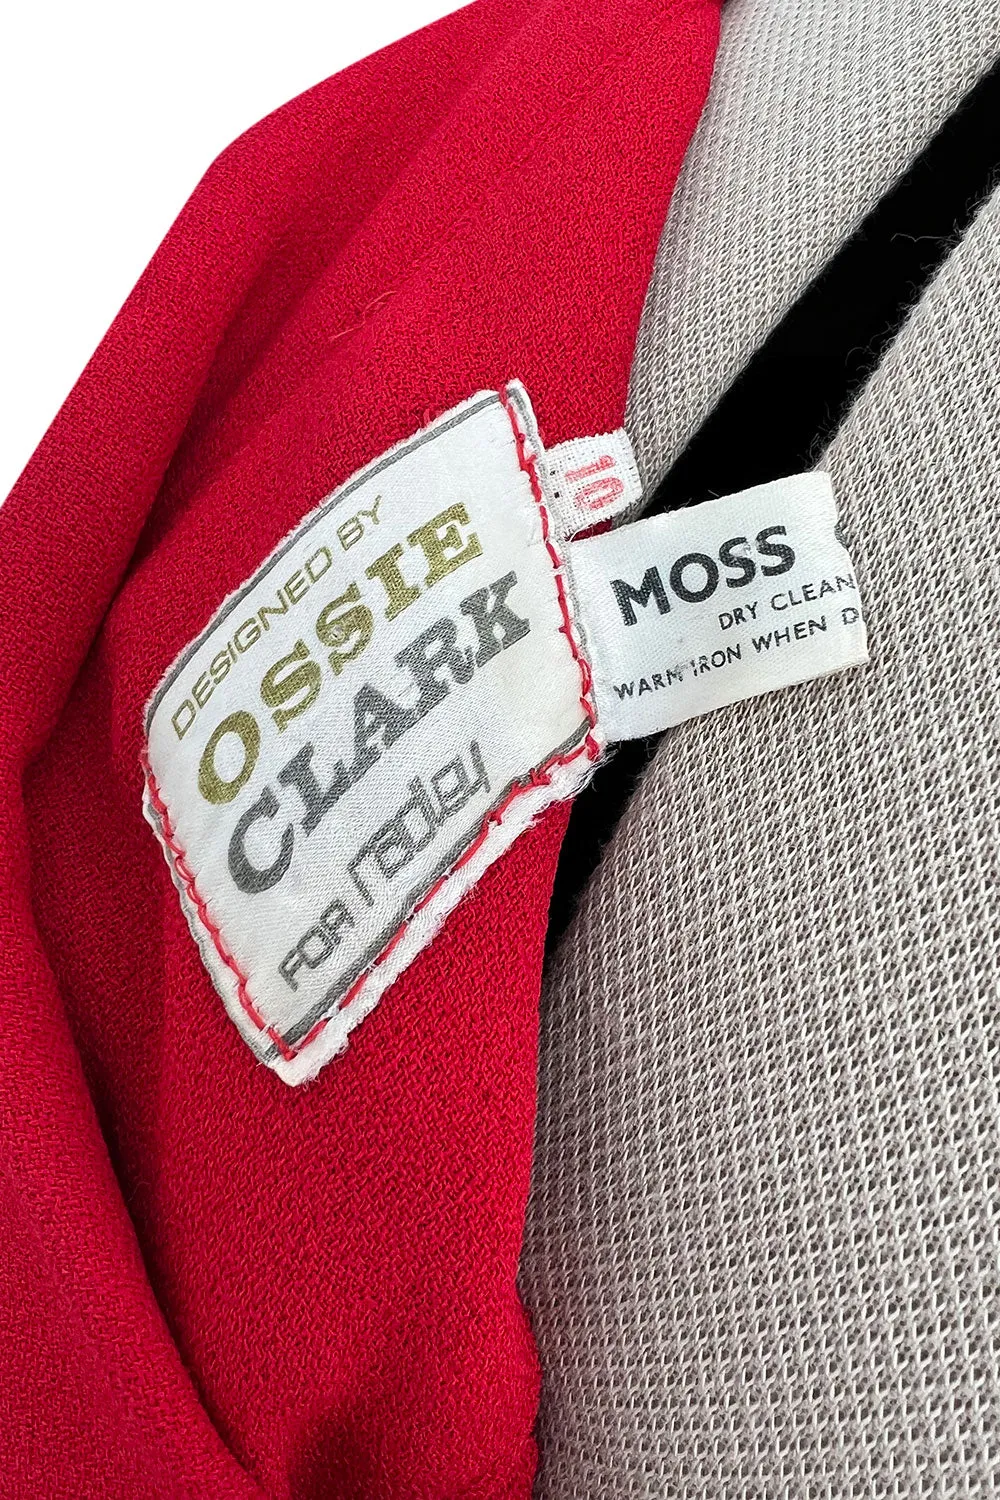 DESIGNED BY
OSSIE
CLARK
FOR radley
10
MOSS
DRY CLEAN
WARM IRON WHEN D